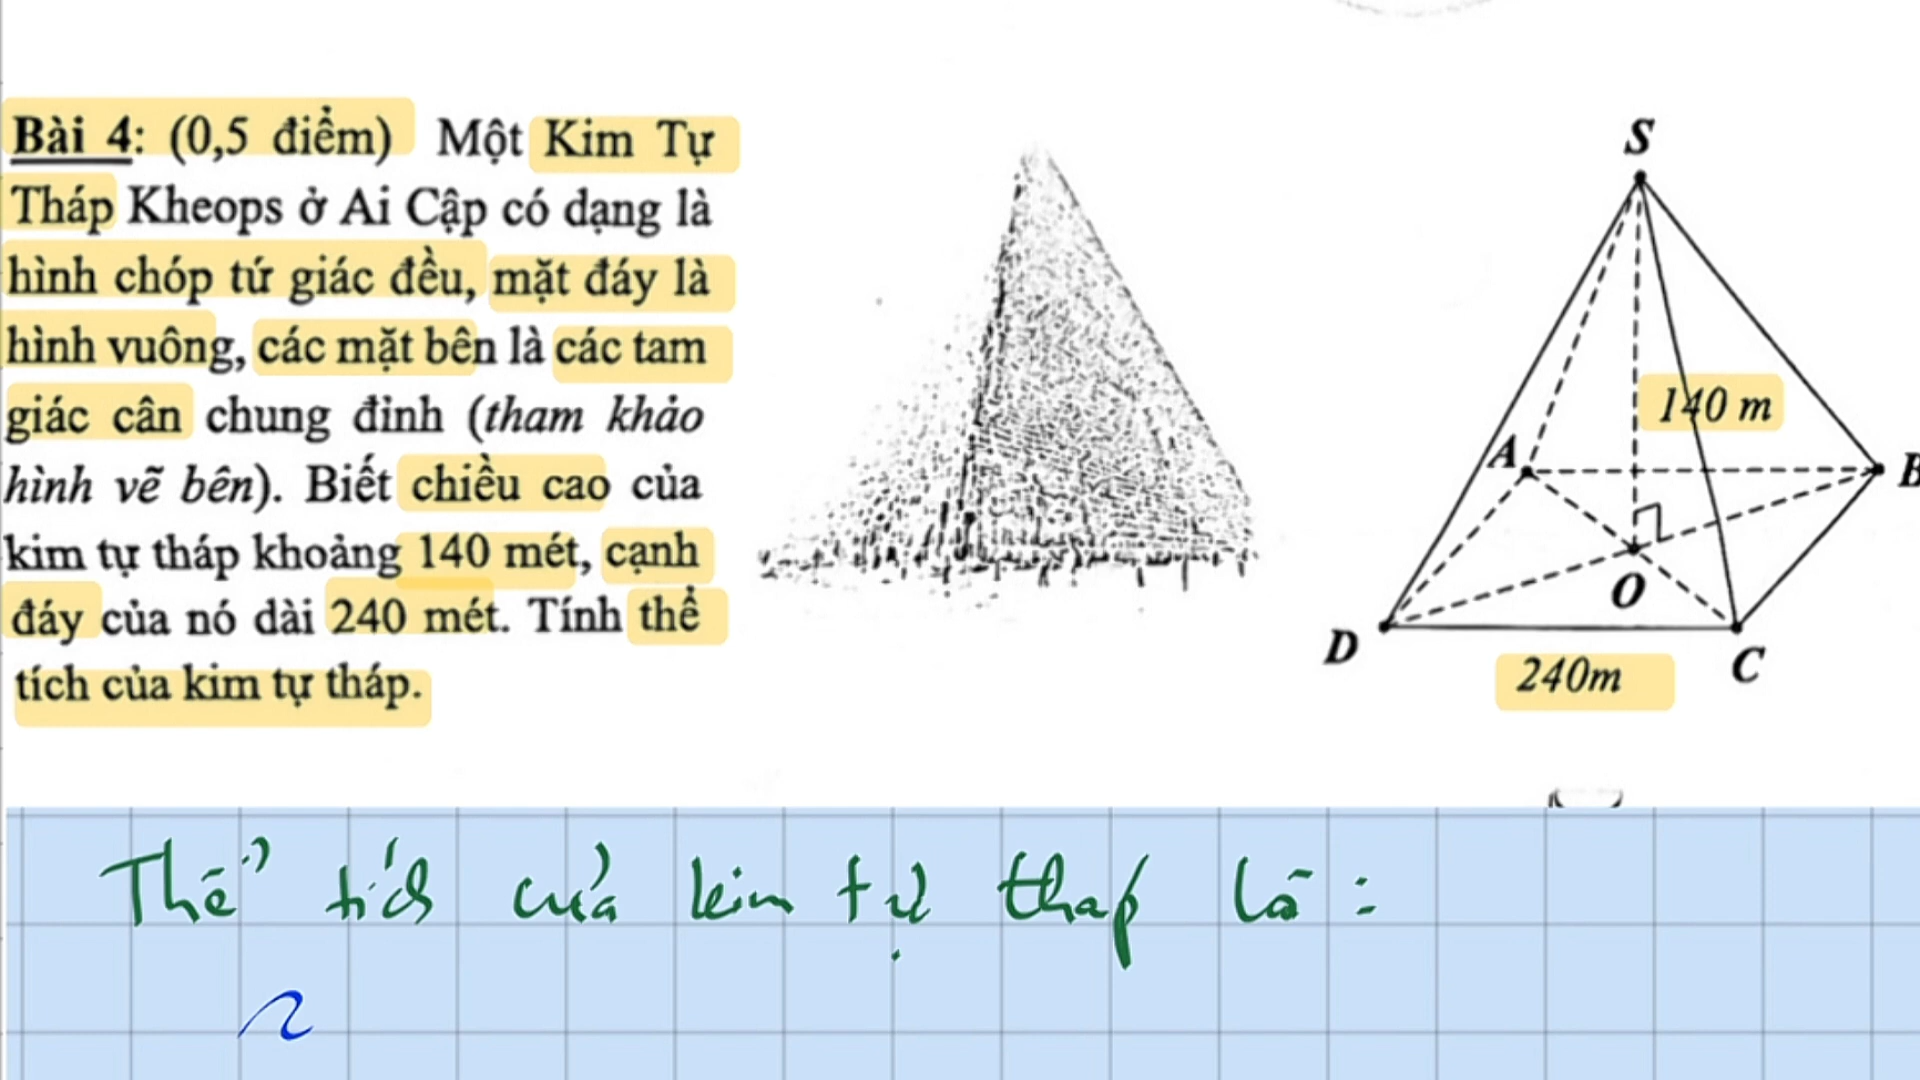 Bài 4: (0,5 điểm) Một Kim Tự
Tháp Kheops ở Ai Cập có dạng là
hình chóp tứ giác đều, mặt đáy là
hình vuông, các mặt bên là các tam
giác cân chung đỉnh (tham khảo
hình vẽ bên). Biết chiều cao của
kim tự tháp khoảng 140 mét, cạnh
đáy của nó dài 240 mét. Tính thể
tích của kim tự tháp.
S
140 m
A
B
O
D
C
240m
Thể tích của kim tự thap là :